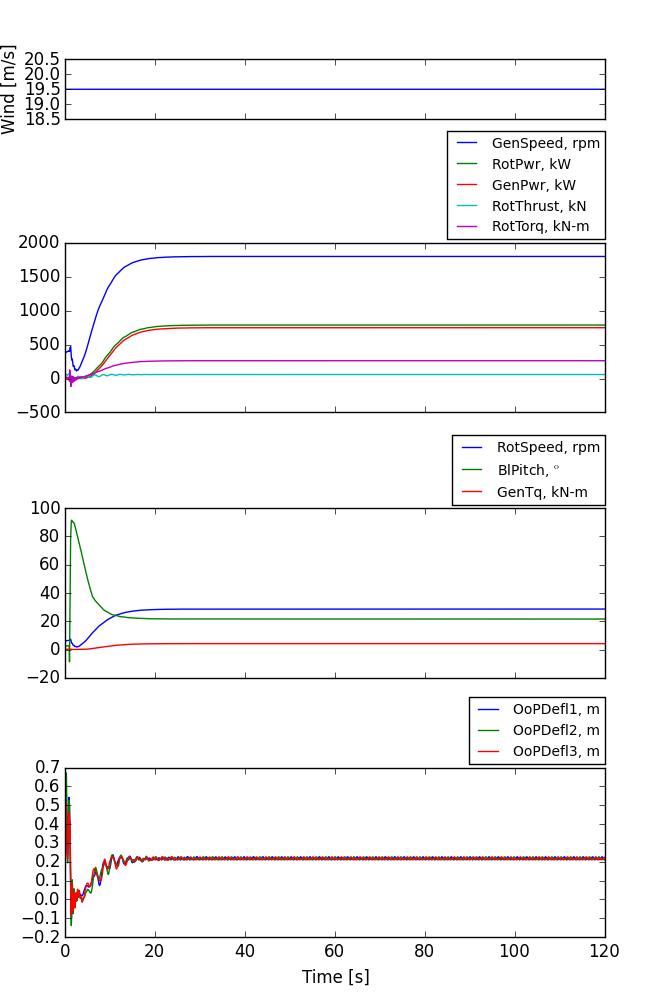 Wind [m/s]
20.5
20.0
19.5
19.0
18.5
GenSpeed, rpm
RotPwr, kW
GenPwr, kW
RotThrust, kN
RotTorq, kN-m
2000
1500
1000
500
0
−500
RotSpeed, rpm
BlPitch, °
GenTq, kN-m
100
80
60
40
20
0
−20
OoPDefl1, m
OoPDefl2, m
OoPDefl3, m
0.7
0.6
0.5
0.4
0.3
0.2
0.1
0.0
−0.1
−0.2
0 20 40 60 80 100 120
Time [s]